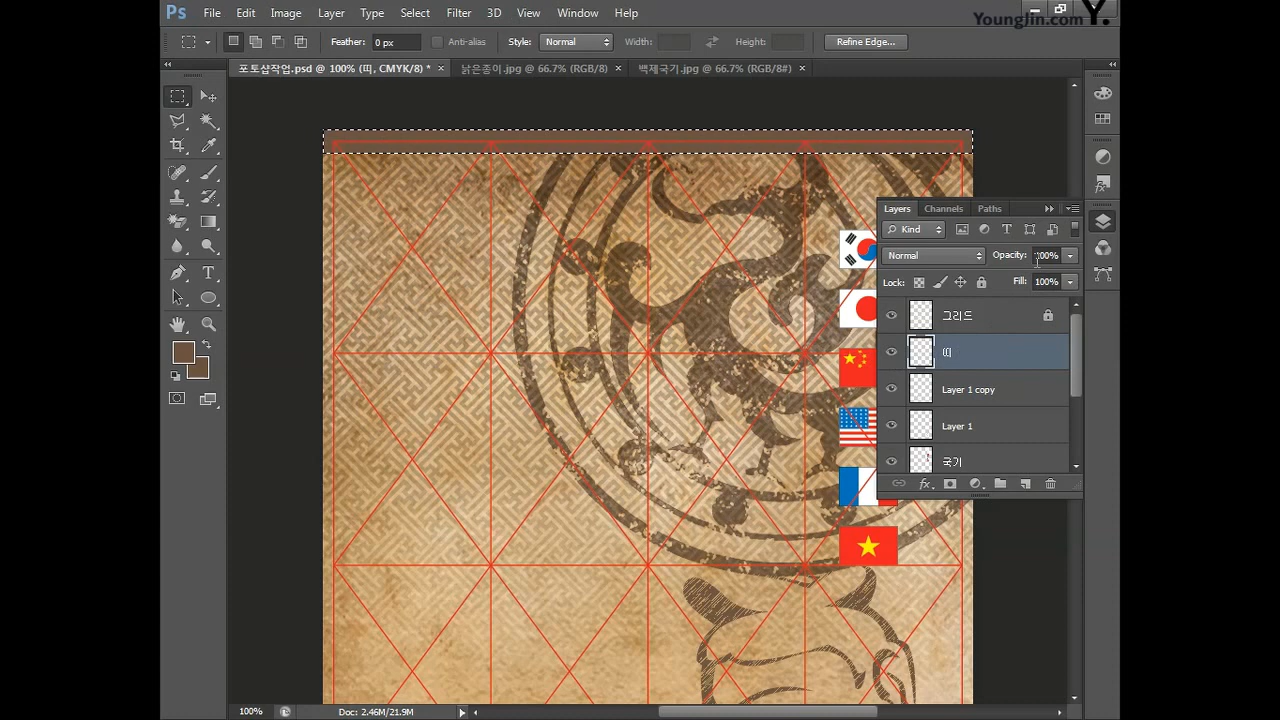 Ps File Edit Image Layer Type Select Filter 3D View Window Help
YoungJin.com Y.
Feather: 0 px Anti-alias Style: Normal Width: Height: Refine Edge...
포토샵작업.psd @ 100% (띠, CMYK/8) * × 낡은종이.jpg @ 66.7% (RGB/8) × 백제국기.jpg @ 66.7% (RGB/8#) ×
Layers Channels Paths
Kind
Normal Opacity: 100%
Lock: Fill: 100%
그리드
띠
Layer 1 copy
Layer 1
국기
100% Doc: 2.46M/21.9M